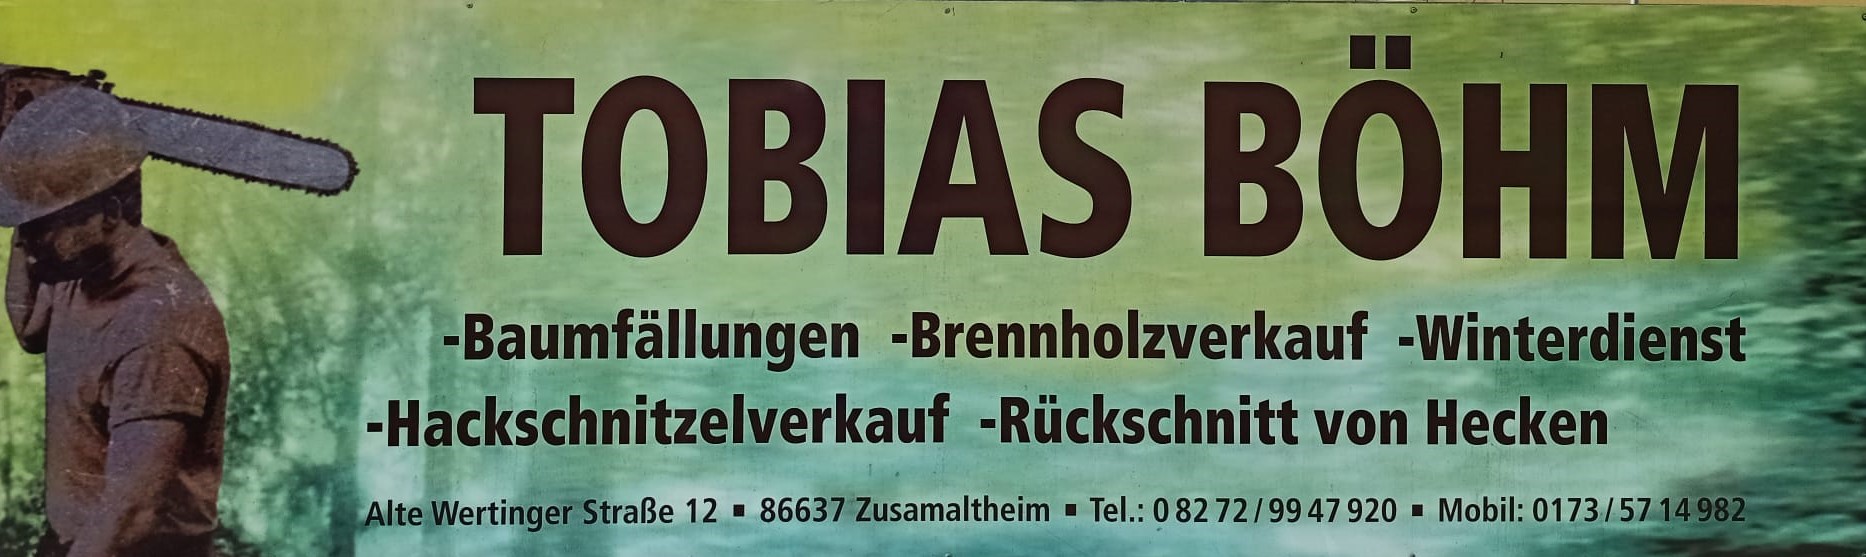 TOBIAS BÖHM
-Baumfällungen -Brennholzverkauf -Winterdienst
-Hackschnitzelverkauf -Rückschnitt von Hecken
Alte Wertinger Straße 12 ▪ 86637 Zusamaltheim ▪ Tel.: 0 82 72 / 99 47 920 ▪ Mobil: 0173 / 57 14 982